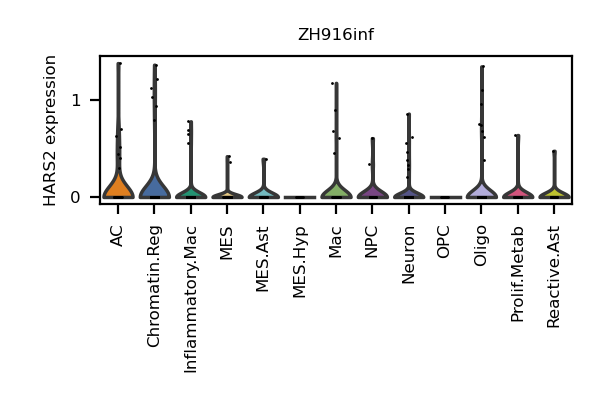 ZH916inf
HARS2 expression
1
0
AC
Chromatin.Reg
Inflammatory.Mac
MES
MES.Ast
MES.Hyp
Mac
NPC
Neuron
OPC
Oligo
Prolif.Metab
Reactive.Ast